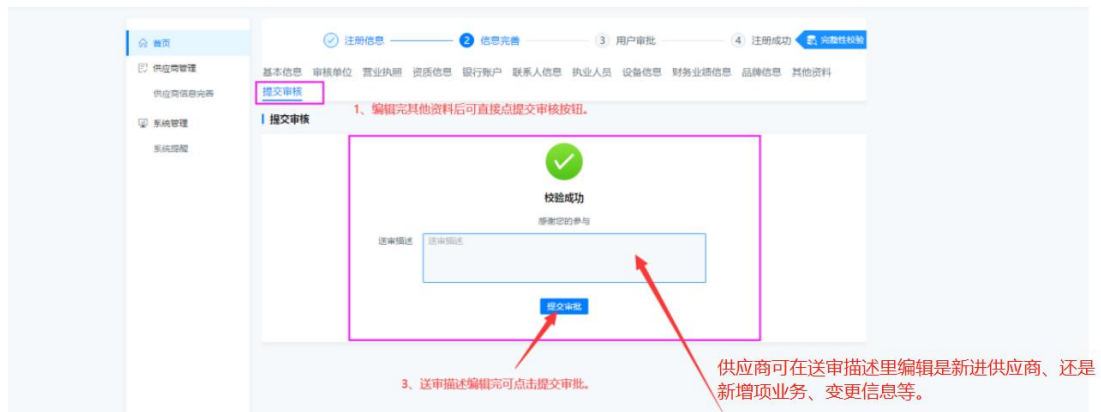 首页
供应商管理
供应商信息完善
系统管理
系统提醒
注册信息
2 信息完善
3 用户审批
4 注册成功
完整性校验
基本信息 审核单位 营业执照 资质信息 银行账户 联系人信息 执业人员 设备信息 财务业绩信息 品牌信息 其他资料
提交审核
1、编辑完其他资料后可直接点提交审核按钮。
提交审核
校验成功
感谢您的参与
送审描述 送审描述
提交审批
3、送审描述编辑完可点击提交审批。
供应商可在送审描述里编辑是新进供应商、还是
新增项业务、变更信息等。